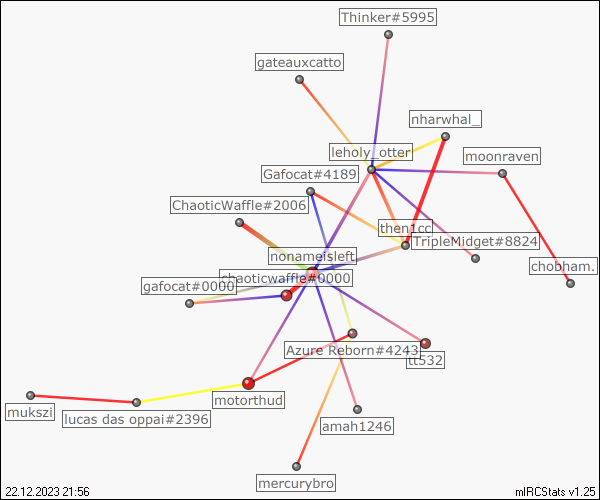 Thinker#5995
gateauxcatto
nharwhal_
leholy_otter
moonraven
Gafocat#4189
ChaoticWaffle#2006
then1cc
TripleMidget#8824
nonameisleft
chobham.
chaoticwaffle#0000
gafocat#0000
Azure Reborn#4243
tt532
motorthud
mukszi
lucas das oppai#2396
amah1246
mercurybro
22.12.2023 21:56
mIRCStats v1.25